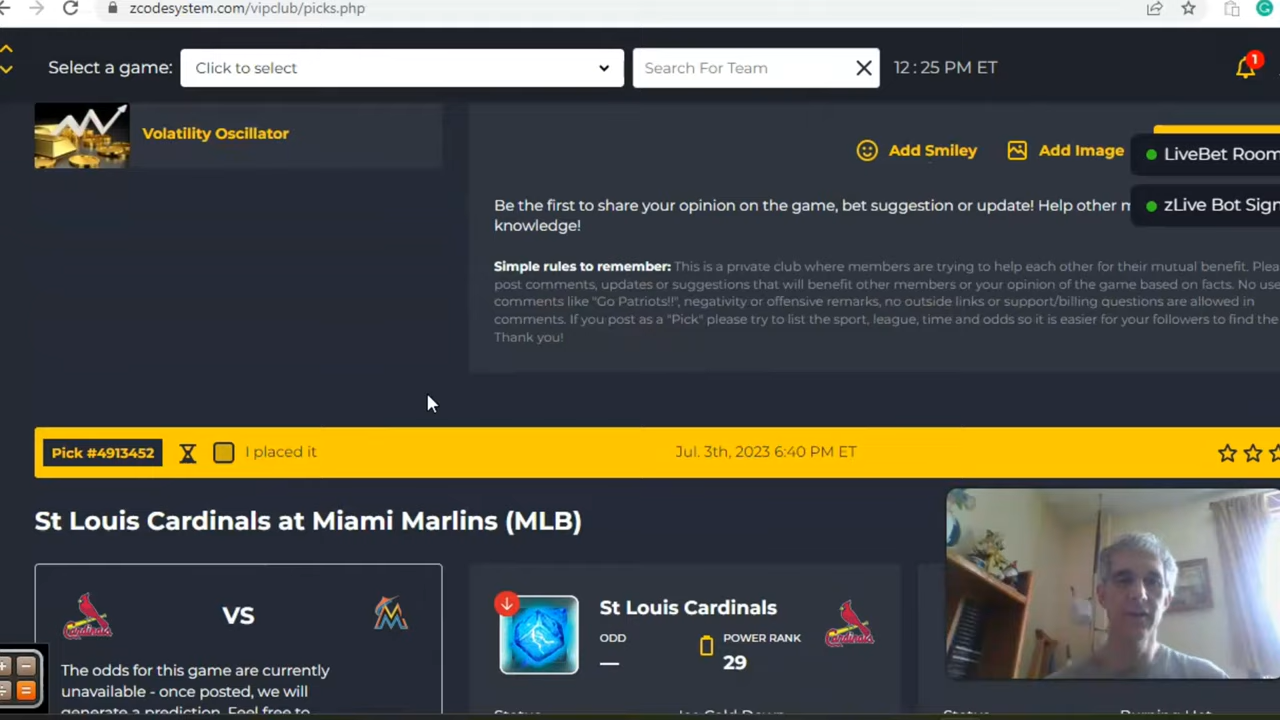 zcodesystem.com/vipclub/picks.php
Select a game: Click to select Search For Team 12:25 PM ET 1
Volatility Oscillator
Add Smiley Add Image
LiveBet Room
zLive Bot Sign
Be the first to share your opinion on the game, bet suggestion or update! Help other m
knowledge!
Simple rules to remember: This is a private club where members are trying to help each other for their mutual benefit. Plea
post comments, updates or suggestions that will benefit other members or your opinion of the game based on facts. No use
comments like "Go Patriots!!", negativity or offensive remarks, no outside links or support/billing questions are allowed in
comments. If you post as a "Pick" please try to list the sport, league, time and odds so it is easier for your followers to find the
Thank you!
Pick #4913452 I placed it Jul. 3th, 2023 6:40 PM ET
St Louis Cardinals at Miami Marlins (MLB)
VS
The odds for this game are currently
unavailable - once posted, we will
generate a prediction. Feel free to
St Louis Cardinals
ODD POWER RANK
— 29